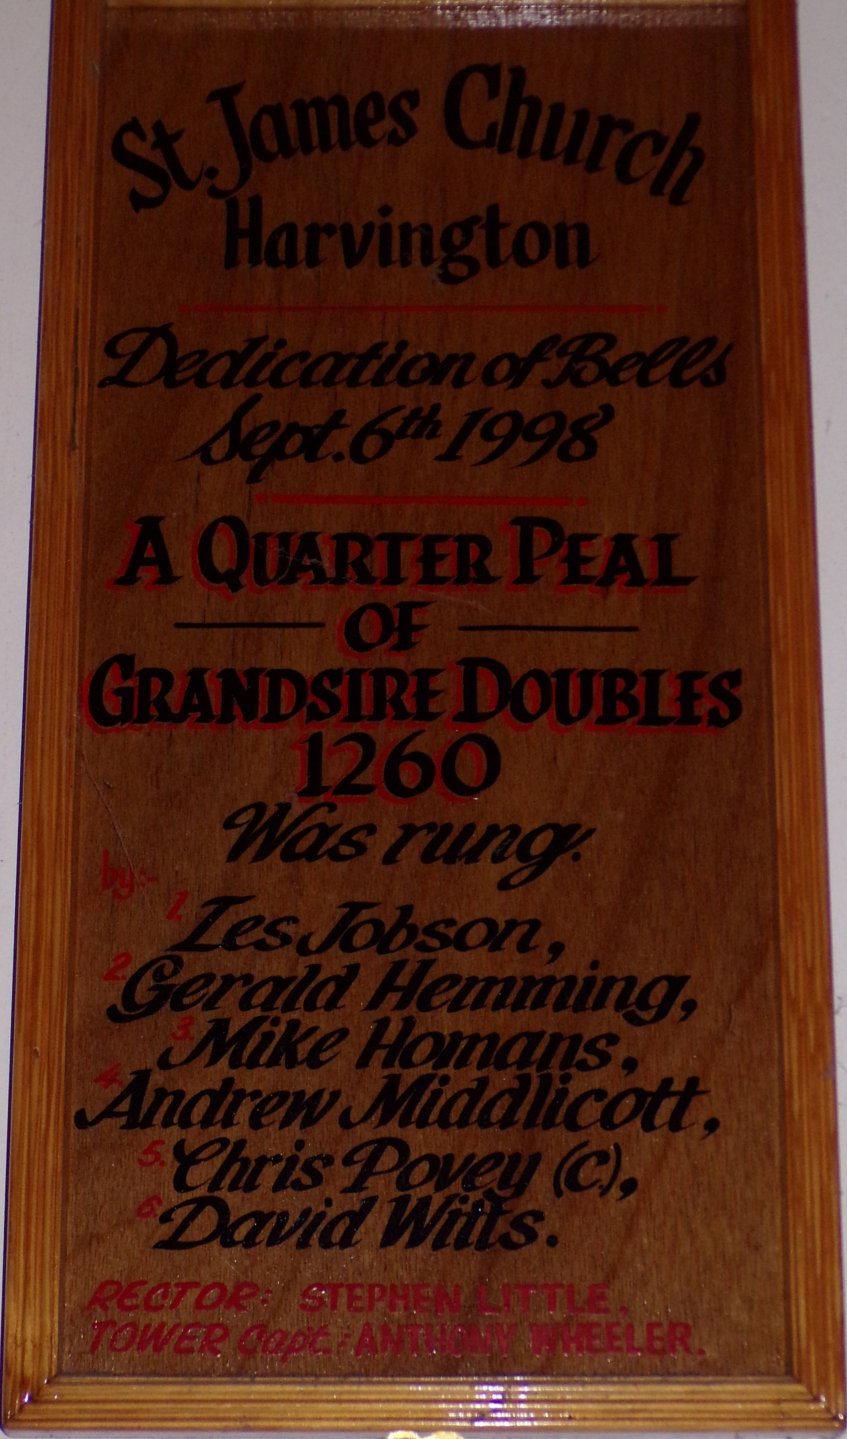 St. James Church
Harvington
Dedication of Bells
Sept. 6th 1998
A QUARTER PEAL
OF
GRANDSIRE DOUBLES
1260
Was rung.
by:-
1. Les Jobson,
2. Gerald Hemming,
3. Mike Homans,
4. Andrew Middlicott,
5. Chris Povey (C.),
6. David Witts.
RECTOR: STEPHEN LITTLE.
TOWER Capt.: ANTHONY WHEELER.